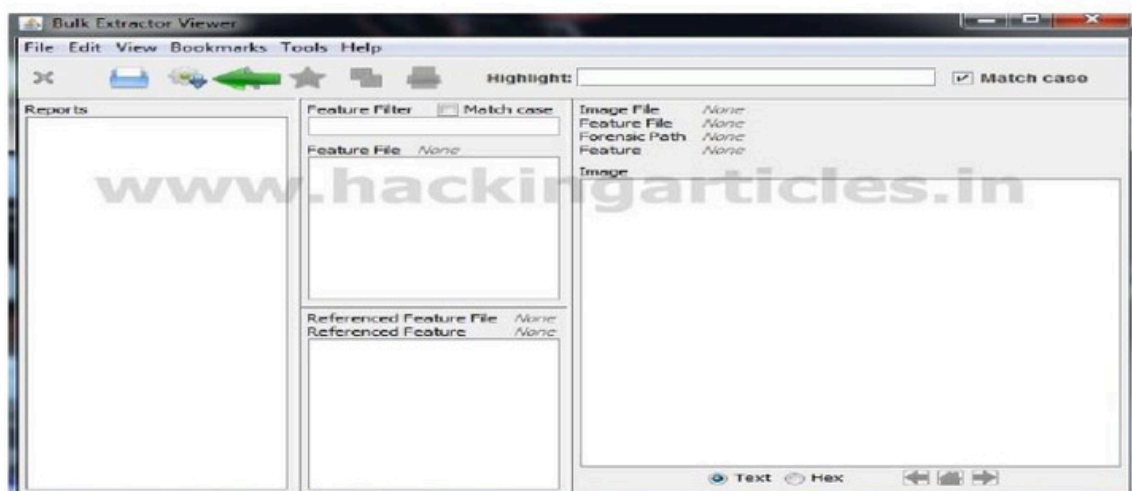 Bulk Extractor Viewer
File Edit View Bookmarks Tools Help
Highlight: Match case
Reports
Feature Filter Match case
Feature File None
Referenced Feature File None
Referenced Feature None
Image File None
Feature File None
Forensic Path None
Feature None
Image
www.hackingarticles.in
Text Hex